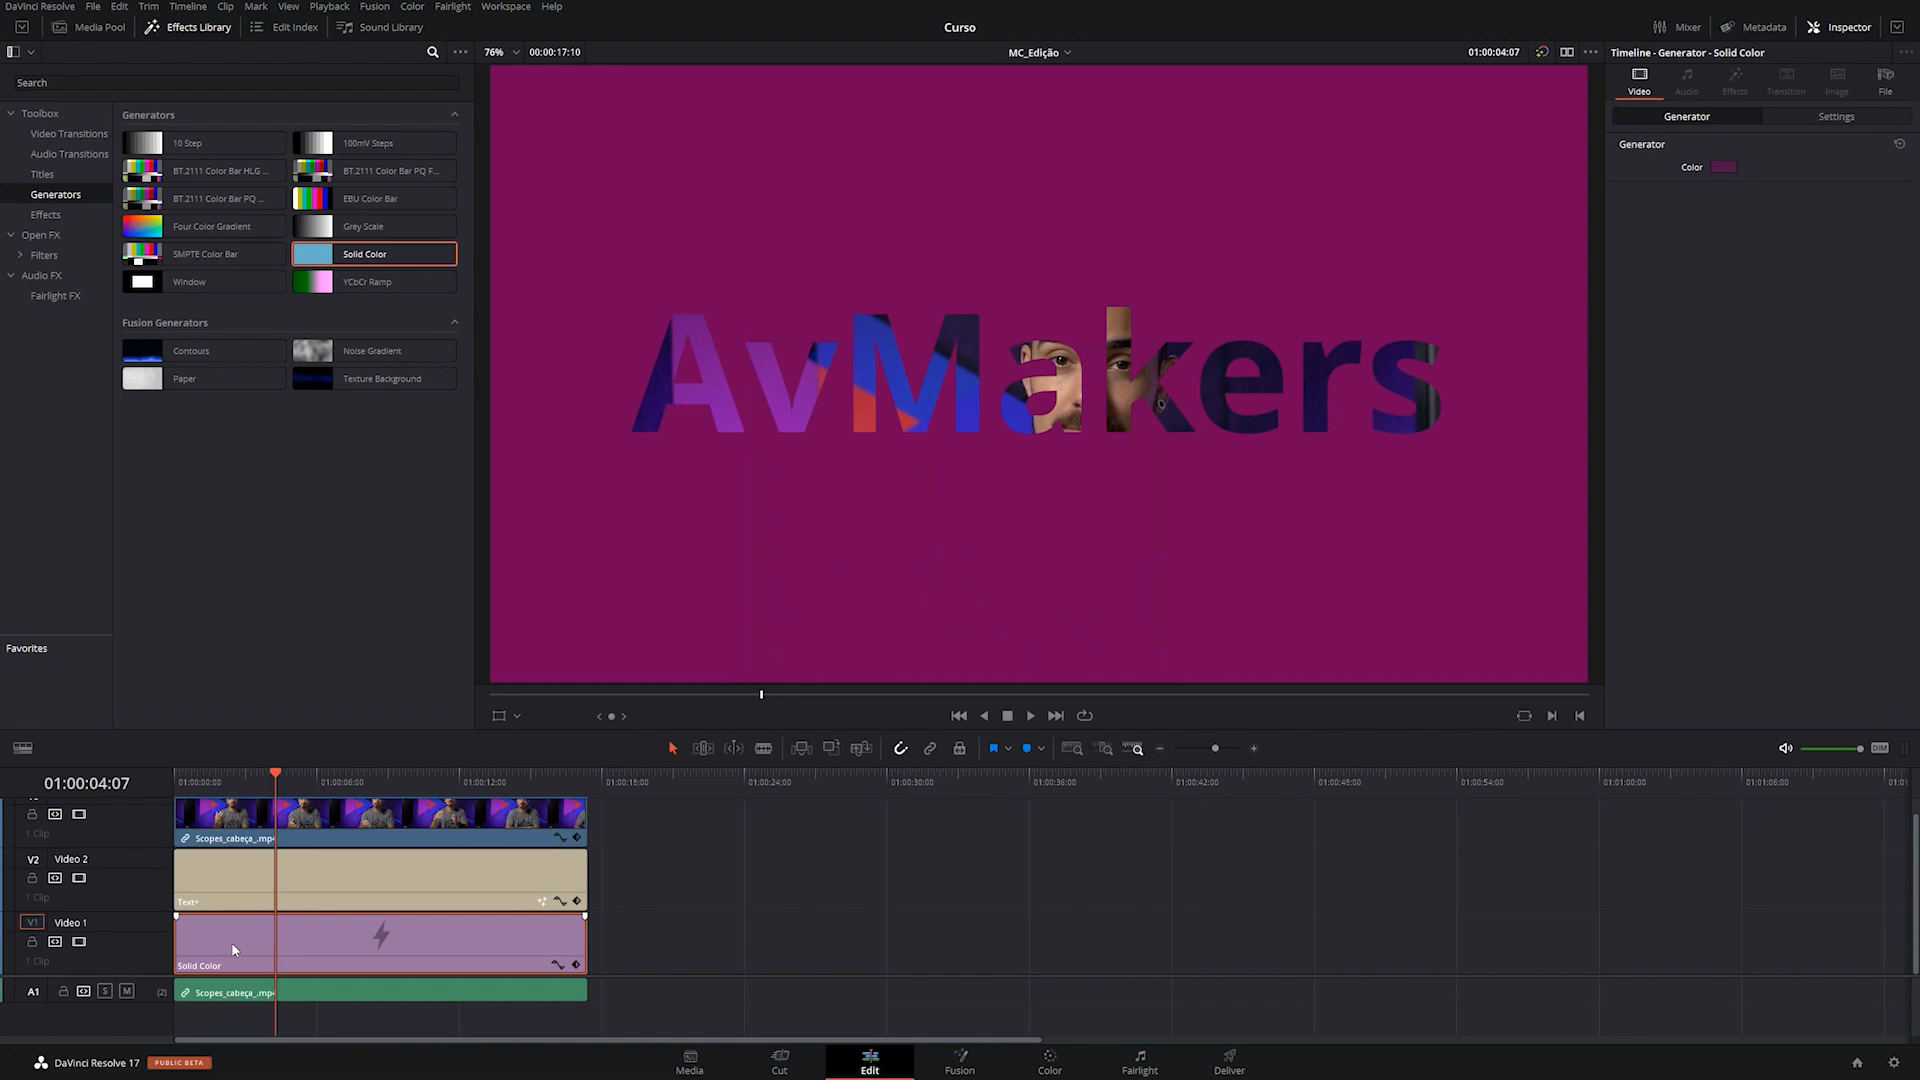 DaVinci Resolve File Edit Trim Timeline Clip Mark View Playback Fusion Color Fairlight Workspace Help
Media Pool Effects Library Edit Index Sound Library Curso Mixer Metadata Inspector
76% 00:00:17:10 MC_Edição 01:00:04:07 Timeline - Generator - Solid Color
Search
Video Audio Effects Transition Image File
Toolbox Generators
Generator Settings
Video Transitions 10 Step 100mV Steps
Generator
Audio Transitions
Color
Titles BT.2111 Color Bar HLG ... BT.2111 Color Bar PQ F...
Generators BT.2111 Color Bar PQ ... EBU Color Bar
Effects Four Color Gradient Grey Scale
Open FX
Filters SMPTE Color Bar Solid Color
Audio FX Window YCbCr Ramp
Fairlight FX
Fusion Generators
Contours Noise Gradient
Paper Texture Background
AvMakers
Favorites
DIM
01:00:04:07 01:00:00:00 01:00:06:00 01:00:12:00 01:00:18:00 01:00:24:00 01:00:30:00 01:00:36:00 01:00:42:00 01:00:48:00 01:00:54:00 01:01:00:00 01:01:06:00 01:01
1 Clip Scopes_cabeça_.mp4
V2 Video 2
1 Clip Text+
V1 Video 1
1 Clip Solid Color
A1 S M (2) Scopes_cabeça_.mp4
DaVinci Resolve 17 PUBLIC BETA Media Cut Edit Fusion Color Fairlight Deliver